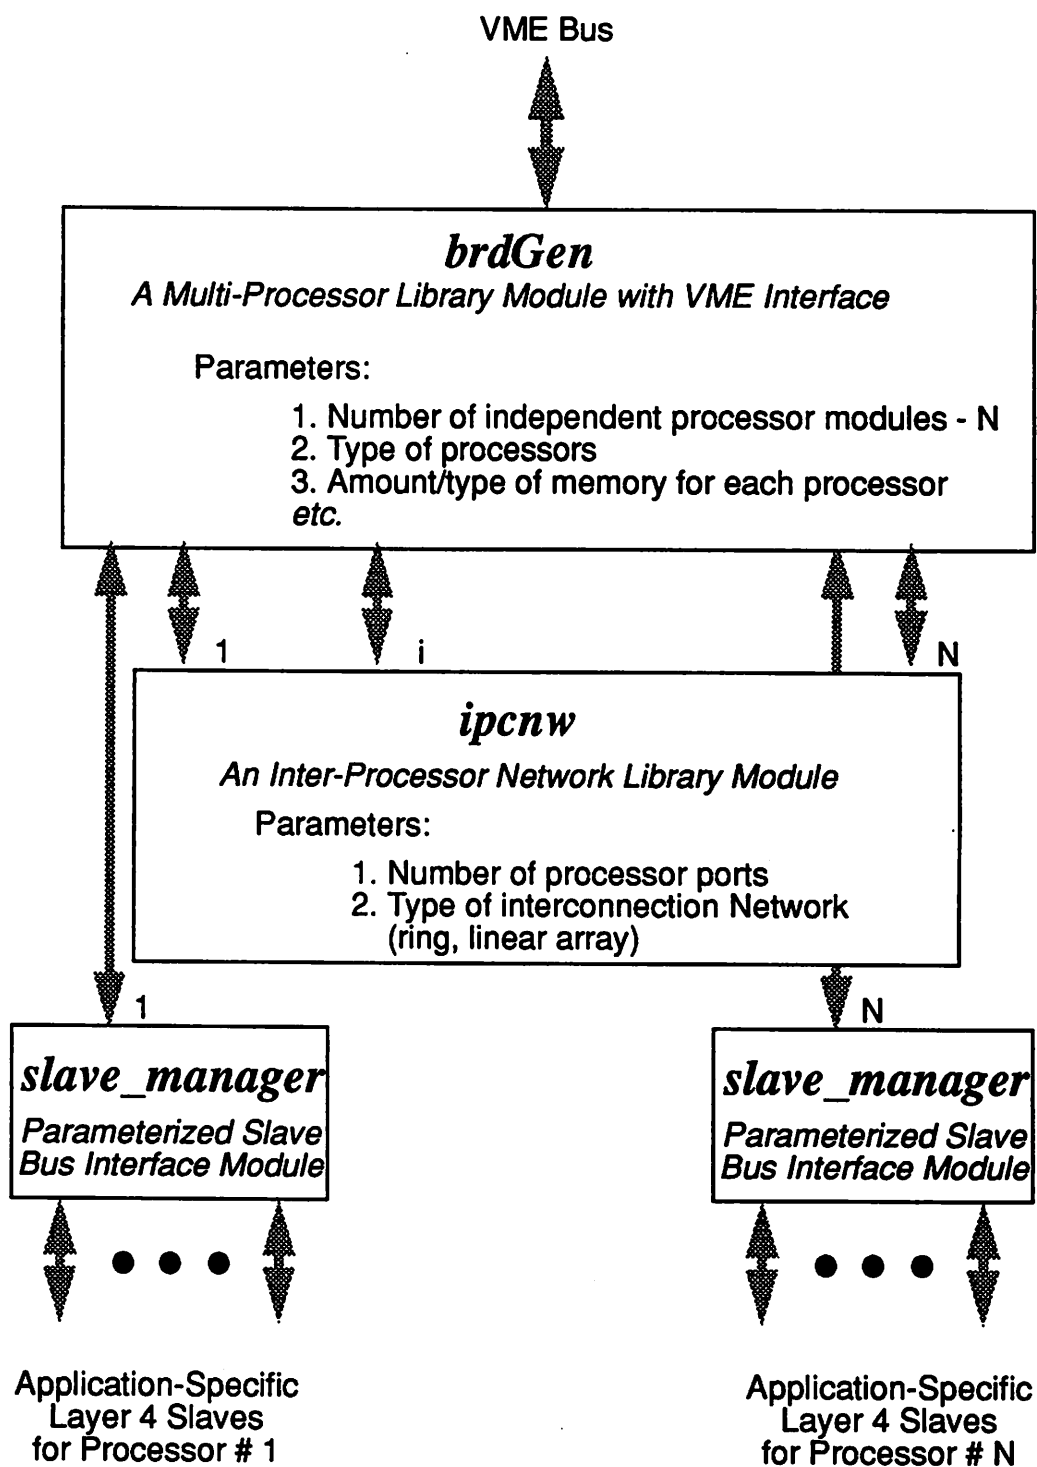 VME Bus
brdGen
A Multi-Processor Library Module with VME Interface
Parameters:
1. Number of independent processor modules - N
2. Type of processors
3. Amount/type of memory for each processor
etc.
1
i
N
ipcnw
An Inter-Processor Network Library Module
Parameters:
1. Number of processor ports
2. Type of interconnection Network
(ring, linear array)
1
N
slave_manager
Parameterized Slave
Bus Interface Module
slave_manager
Parameterized Slave
Bus Interface Module
Application-Specific
Layer 4 Slaves
for Processor # 1
Application-Specific
Layer 4 Slaves
for Processor # N